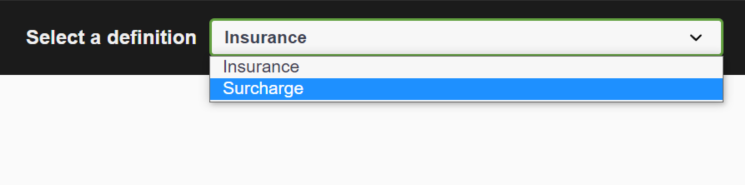 Select a definition Insurance
Insurance
Surcharge